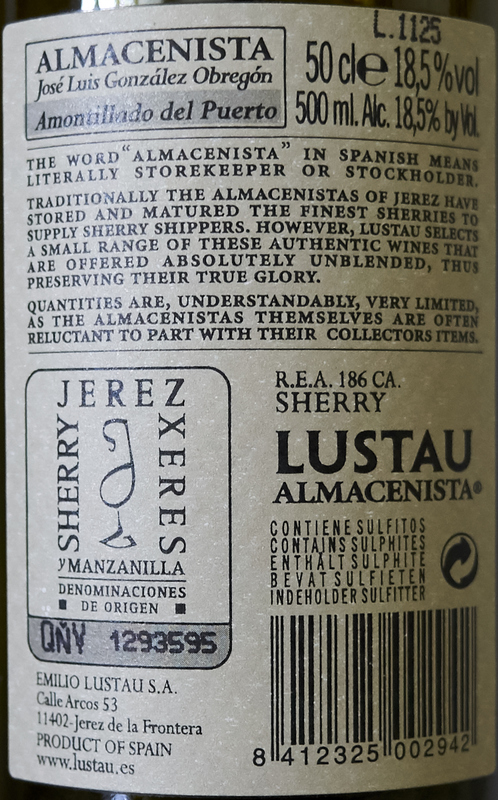 L.1125
ALMACENISTA
José Luis González Obregón
Amontillado del Puerto
50 cl e 18,5 % vol
500 ml. Alc. 18,5% by Vol.
THE WORD "ALMACENISTA" IN SPANISH MEANS
LITERALLY STOREKEEPER OR STOCKHOLDER.
TRADITIONALLY THE ALMACENISTAS OF JEREZ HAVE
STORED AND MATURED THE FINEST SHERRIES TO
SUPPLY SHERRY SHIPPERS. HOWEVER, LUSTAU SELECTS
A SMALL RANGE OF THESE AUTHENTIC WINES THAT
ARE OFFERED ABSOLUTELY UNBLENDED, THUS
PRESERVING THEIR TRUE GLORY.
QUANTITIES ARE, UNDERSTANDABLY, VERY LIMITED,
AS THE ALMACENISTAS THEMSELVES ARE OFTEN
RELUCTANT TO PART WITH THEIR COLLECTORS ITEMS.
JEREZ
XERES
SHERRY
y MANZANILLA
DENOMINACIONES
DE ORIGEN
QÑY 1293595
EMILIO LUSTAU S.A.
Calle Arcos 53
11402-Jerez de la Frontera
PRODUCT OF SPAIN
www.lustau.es
R.E.A. 186 CA.
SHERRY
LUSTAU
ALMACENISTA®
CONTIENE SULFITOS
CONTAINS SULPHITES
ENTHÄLT SULPHITE
BEVAT SULFIETEN
INDEHOLDER SULFITTER
8 412325 002942